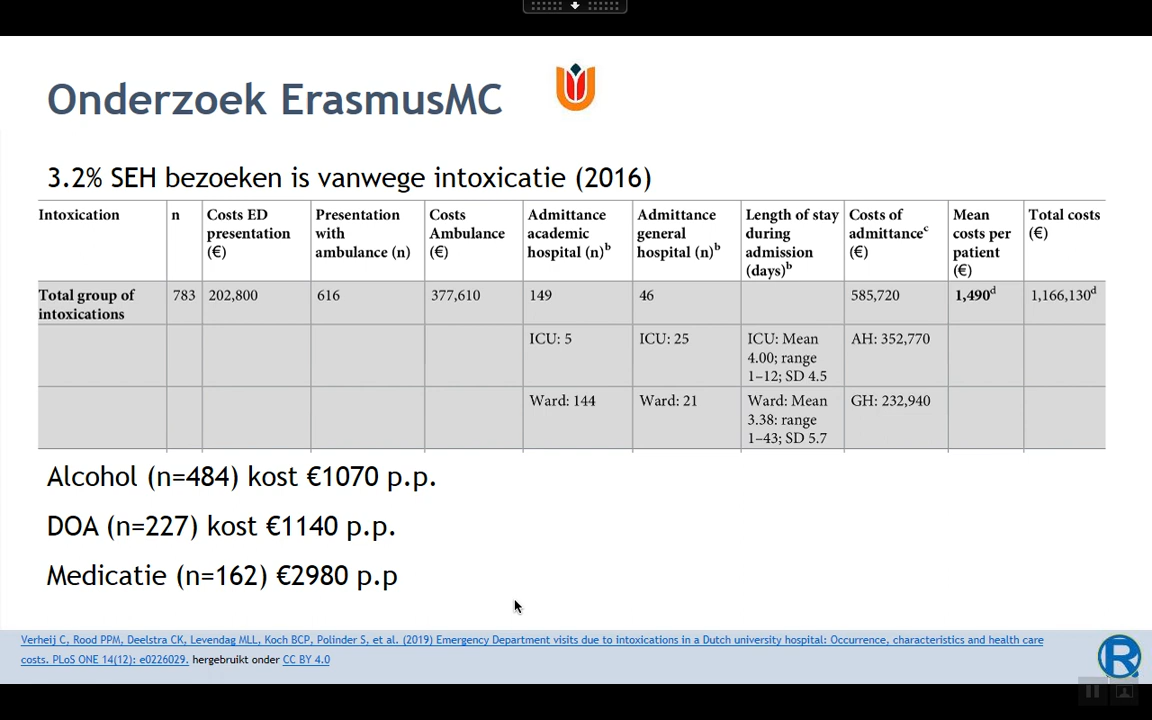 Onderzoek ErasmusMC
3.2% SEH bezoeken is vanwege intoxicatie (2016)
Intoxication n Costs ED presentation (€) Presentation with ambulance (n) Costs Ambulance (€) Admittance academic hospital (n)b Admittance general hospital (n)b Length of stay during admission (days)b Costs of admittancec (€) Mean costs per patient (€) Total costs (€)
Total group of intoxications 783 202,800 616 377,610 149 46 585,720 1,490d 1,166,130d
ICU: 5 ICU: 25 ICU: Mean 4.00; range 1–12; SD 4.5 AH: 352,770
Ward: 144 Ward: 21 Ward: Mean 3.38: range 1–43; SD 5.7 GH: 232,940
Alcohol (n=484) kost €1070 p.p.
DOA (n=227) kost €1140 p.p.
Medicatie (n=162) €2980 p.p
Verheij C, Rood PPM, Deelstra CK, Levendag MLL, Koch BCP, Polinder S, et al. (2019) Emergency Department visits due to intoxications in a Dutch university hospital: Occurrence, characteristics and health care
costs. PLoS ONE 14(12): e0226029. hergebruikt onder CC BY 4.0
R